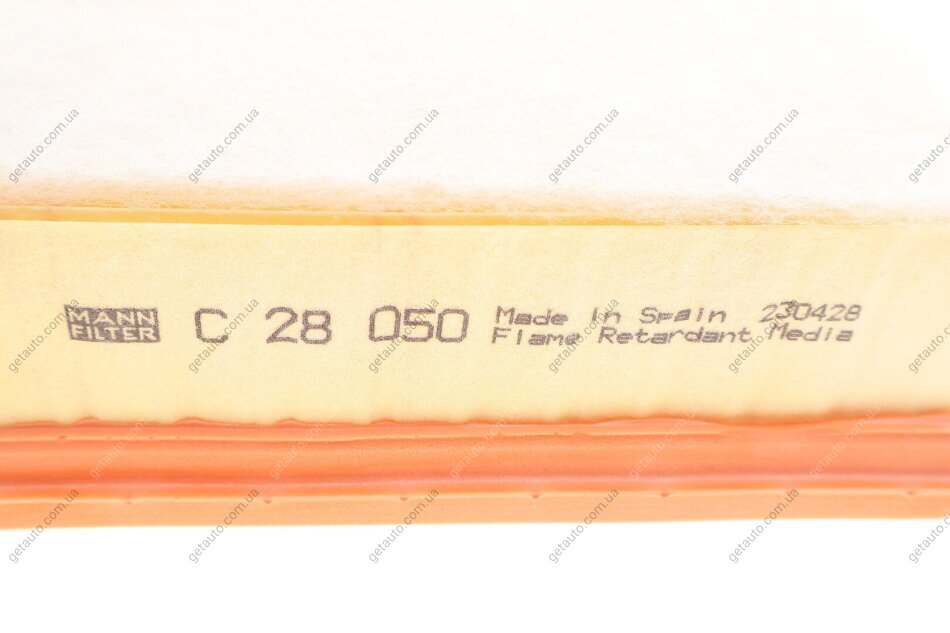 MANN
FILTER
C 28 050
Made In Spain 230428
Flame Retardant Media
getauto.com.ua